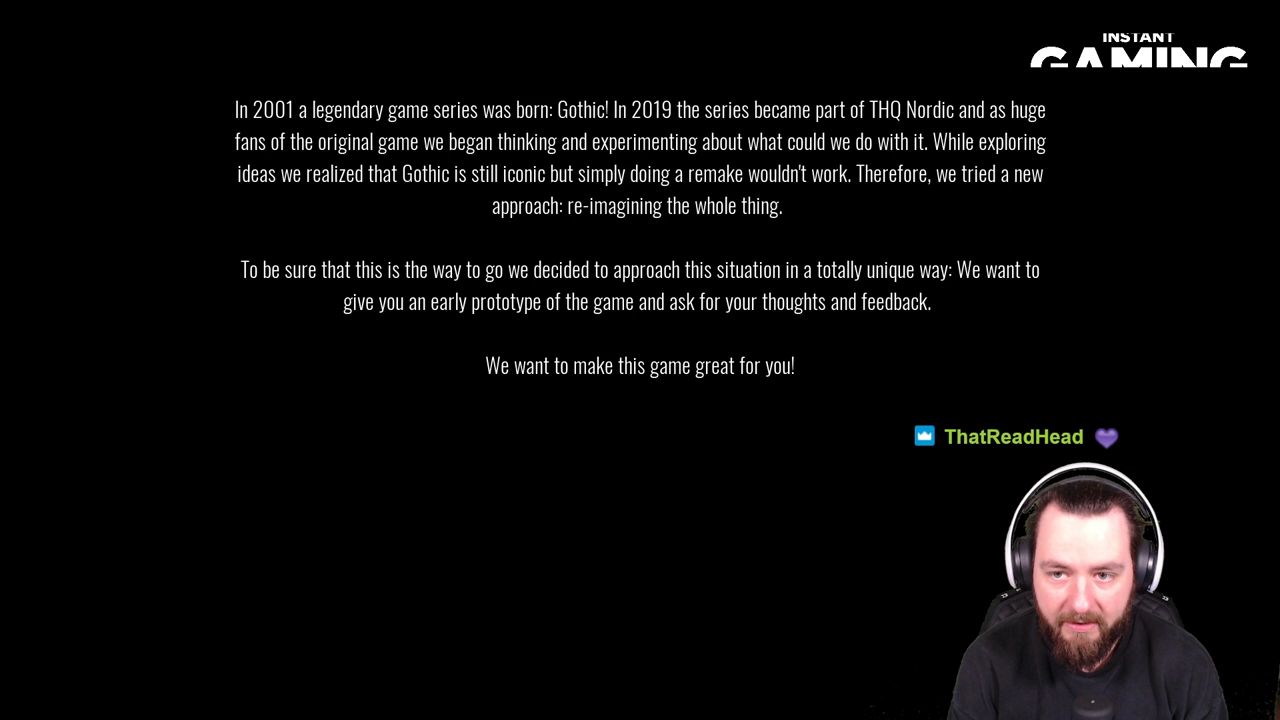 INSTANT
GAMING
In 2001 a legendary game series was born: Gothic! In 2019 the series became part of THQ Nordic and as huge
fans of the original game we began thinking and experimenting about what could we do with it. While exploring
ideas we realized that Gothic is still iconic but simply doing a remake wouldn't work. Therefore, we tried a new
approach: re-imagining the whole thing.
To be sure that this is the way to go we decided to approach this situation in a totally unique way: We want to
give you an early prototype of the game and ask for your thoughts and feedback.
We want to make this game great for you!
ThatReadHead